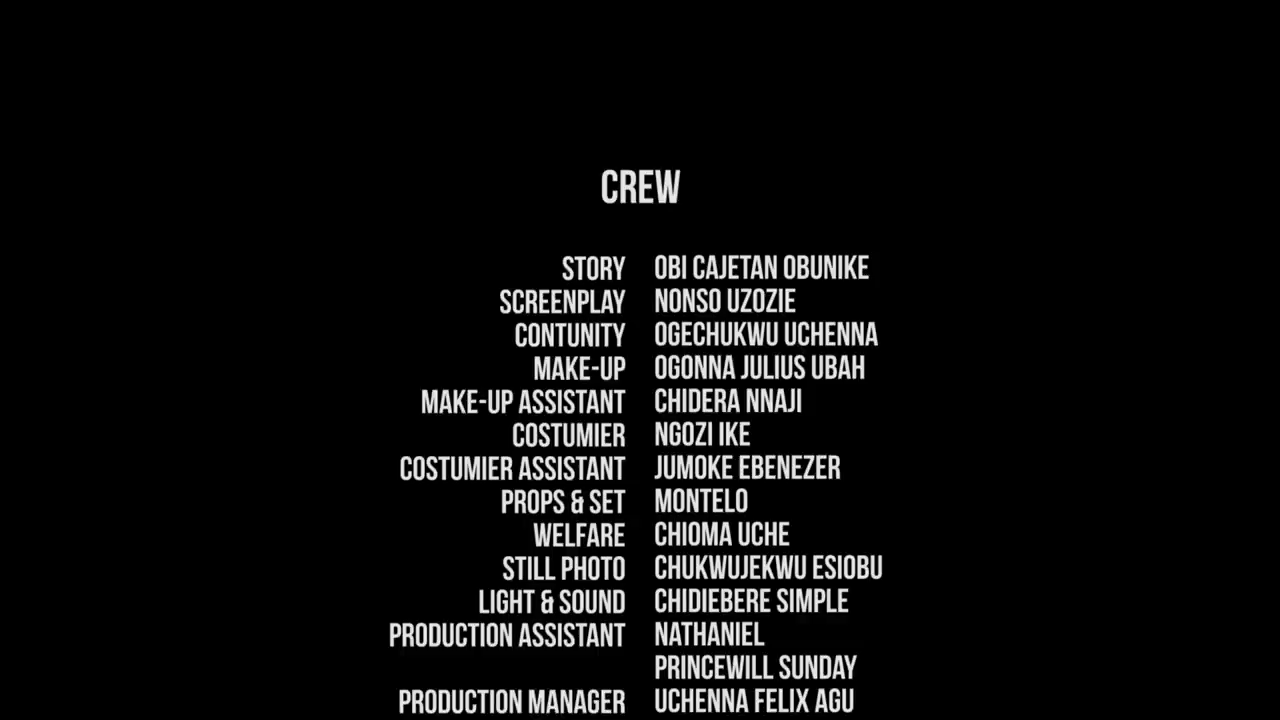 CREW
STORY OBI CAJETAN OBUNIKE
SCREENPLAY NONSO UZOZIE
CONTUNITY OGECHUKWU UCHENNA
MAKE-UP OGONNA JULIUS UBAH
MAKE-UP ASSISTANT CHIDERA NNAJI
COSTUMIER NGOZI IKE
COSTUMIER ASSISTANT JUMOKE EBENEZER
PROPS & SET MONTELO
WELFARE CHIOMA UCHE
STILL PHOTO CHUKWUJEKWU ESIOBU
LIGHT & SOUND CHIDIEBERE SIMPLE
PRODUCTION ASSISTANT NATHANIEL
PRINCEWILL SUNDAY
PRODUCTION MANAGER UCHENNA FELIX AGU